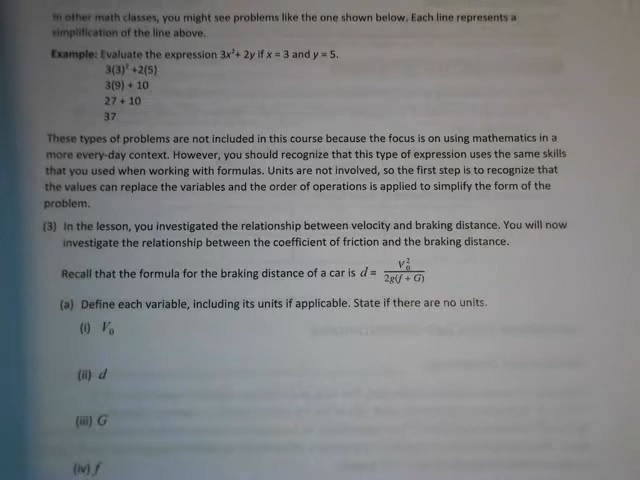 In other math classes, you might see problems like the one shown below. Each line represents a
simplification of the line above.
Example: Evaluate the expression 3x² + 2y if x = 3 and y = 5.
3(3)² +2(5)
3(9) + 10
27 + 10
37
These types of problems are not included in this course because the focus is on using mathematics in a
more every-day context. However, you should recognize that this type of expression uses the same skills
that you used when working with formulas. Units are not involved, so the first step is to recognize that
the values can replace the variables and the order of operations is applied to simplify the form of the
problem.
(3) In the lesson, you investigated the relationship between velocity and braking distance. You will now
investigate the relationship between the coefficient of friction and the braking distance.
Recall that the formula for the braking distance of a car is d = V₀² / 2g(f + G)
(a) Define each variable, including its units if applicable. State if there are no units.
(i) V₀
(ii) d
(iii) G
(iv) f